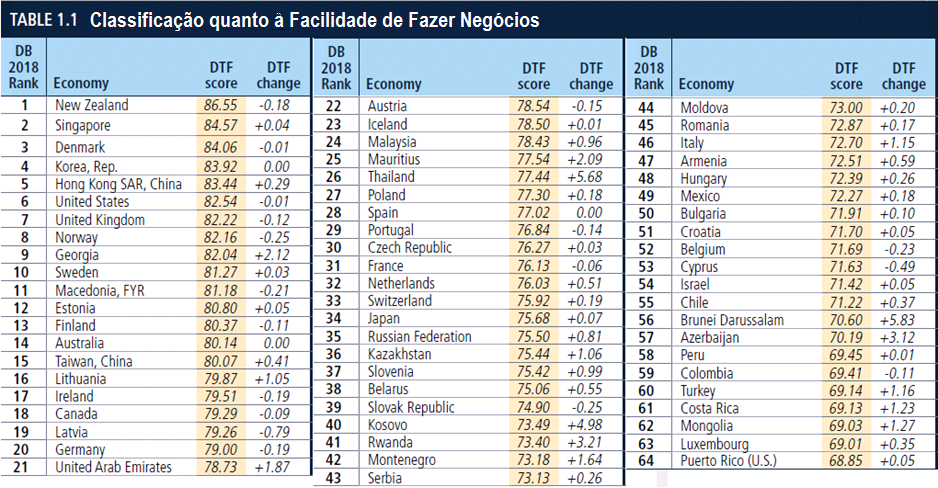 TABLE 1.1 Classificação quanto à Facilidade de Fazer Negócios
DB 2018 Rank Economy DTF score DTF change
1 New Zealand 86.55 -0.18
2 Singapore 84.57 +0.04
3 Denmark 84.06 -0.01
4 Korea, Rep. 83.92 0.00
5 Hong Kong SAR, China 83.44 +0.29
6 United States 82.54 -0.01
7 United Kingdom 82.22 -0.12
8 Norway 82.16 -0.25
9 Georgia 82.04 +2.12
10 Sweden 81.27 +0.03
11 Macedonia, FYR 81.18 -0.21
12 Estonia 80.80 +0.05
13 Finland 80.37 -0.11
14 Australia 80.14 0.00
15 Taiwan, China 80.07 +0.41
16 Lithuania 79.87 +1.05
17 Ireland 79.51 -0.19
18 Canada 79.29 -0.09
19 Latvia 79.26 -0.79
20 Germany 79.00 -0.19
21 United Arab Emirates 78.73 +1.87
DB 2018 Rank Economy DTF score DTF change
22 Austria 78.54 -0.15
23 Iceland 78.50 +0.01
24 Malaysia 78.43 +0.96
25 Mauritius 77.54 +2.09
26 Thailand 77.44 +5.68
27 Poland 77.30 +0.18
28 Spain 77.02 0.00
29 Portugal 76.84 -0.14
30 Czech Republic 76.27 +0.03
31 France 76.13 -0.06
32 Netherlands 76.03 +0.51
33 Switzerland 75.92 +0.19
34 Japan 75.68 +0.07
35 Russian Federation 75.50 +0.81
36 Kazakhstan 75.44 +1.06
37 Slovenia 75.42 +0.99
38 Belarus 75.06 +0.55
39 Slovak Republic 74.90 -0.25
40 Kosovo 73.49 +4.98
41 Rwanda 73.40 +3.21
42 Montenegro 73.18 +1.64
43 Serbia 73.13 +0.26
DB 2018 Rank Economy DTF score DTF change
44 Moldova 73.00 +0.20
45 Romania 72.87 +0.17
46 Italy 72.70 +1.15
47 Armenia 72.51 +0.59
48 Hungary 72.39 +0.26
49 Mexico 72.27 +0.18
50 Bulgaria 71.91 +0.10
51 Croatia 71.70 +0.05
52 Belgium 71.69 -0.23
53 Cyprus 71.63 -0.49
54 Israel 71.42 +0.05
55 Chile 71.22 +0.37
56 Brunei Darussalam 70.60 +5.83
57 Azerbaijan 70.19 +3.12
58 Peru 69.45 +0.01
59 Colombia 69.41 -0.11
60 Turkey 69.14 +1.16
61 Costa Rica 69.13 +1.23
62 Mongolia 69.03 +1.27
63 Luxembourg 69.01 +0.35
64 Puerto Rico (U.S.) 68.85 +0.05